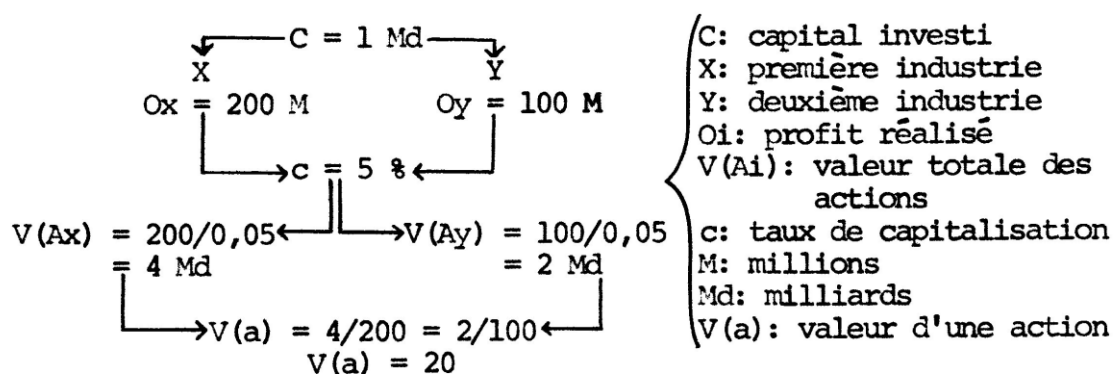 C = 1 Md
X Y
Ox = 200 M Oy = 100 M
c = 5 %
V(Ax) = 200/0,05 V(Ay) = 100/0,05
= 4 Md = 2 Md
V(a) = 4/200 = 2/100
V(a) = 20
C: capital investi
X: première industrie
Y: deuxième industrie
Oi: profit réalisé
V(Ai): valeur totale des
actions
c: taux de capitalisation
M: millions
Md: milliards
V(a): valeur d'une action